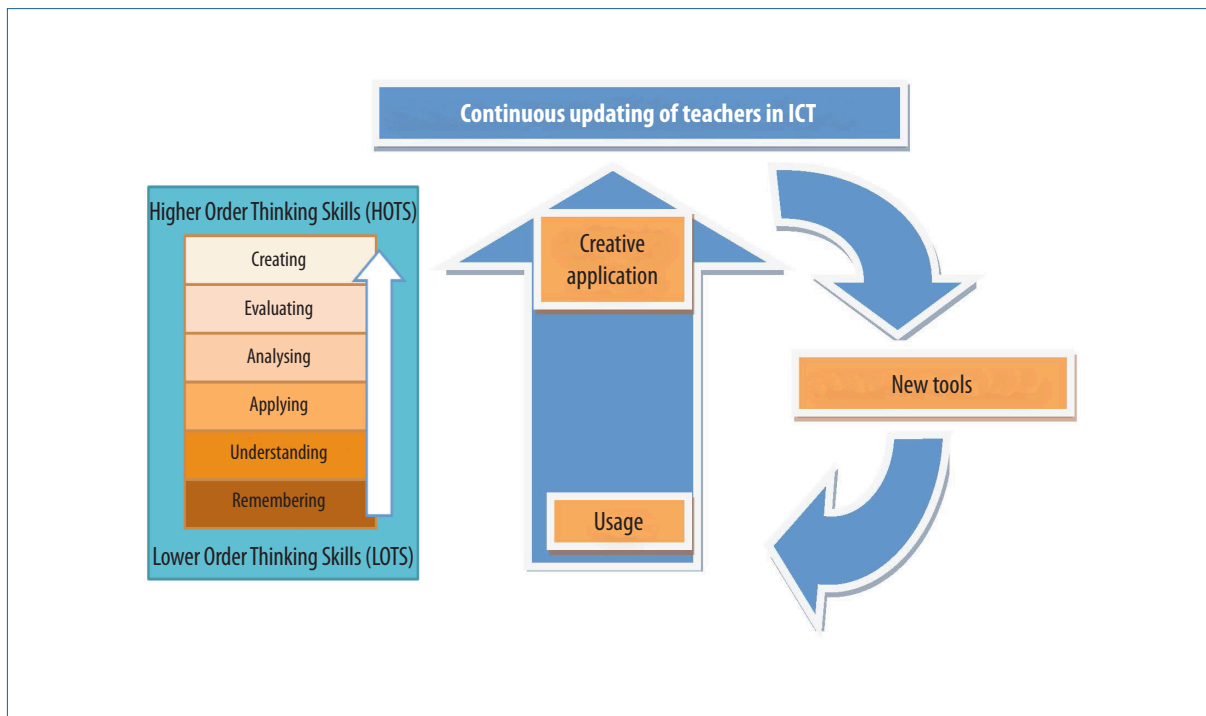 Continuous updating of teachers in ICT
Higher Order Thinking Skills (HOTS)
Creating
Evaluating
Analysing
Applying
Understanding
Remembering
Lower Order Thinking Skills (LOTS)
Creative
application
Usage
New tools